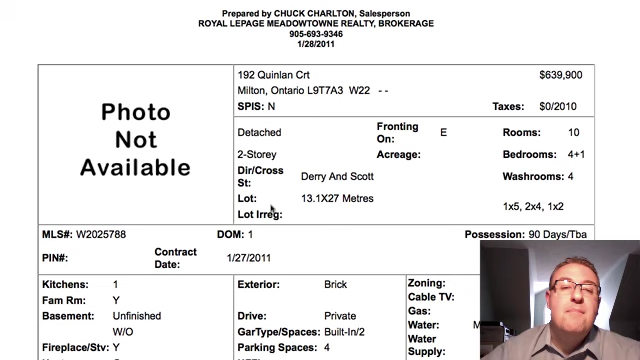 Prepared by CHUCK CHARLTON, Salesperson
ROYAL LEPAGE MEADOWTOWNE REALTY, BROKERAGE
905-693-9346
1/28/2011
Photo
Not
Available
192 Quinlan Crt $639,900
Milton, Ontario L9T7A3 W22 - -
SPIS: N Taxes: $0/2010
Detached Fronting On: E Rooms: 10
2-Storey Acreage: Bedrooms: 4+1
Dir/Cross St: Derry And Scott Washrooms: 4
Lot: 13.1X27 Metres 1x5, 2x4, 1x2
Lot Irreg:
MLS#: W2025788 DOM: 1 Possession: 90 Days/Tba
PIN#: Contract Date: 1/27/2011
Kitchens: 1 Exterior: Brick Zoning:
Fam Rm: Y Cable TV:
Basement: Unfinished Drive: Private Gas:
W/O GarType/Spaces: Built-In/2 Water: M
Fireplace/Stv: Y Parking Spaces: 4 Water Supply: